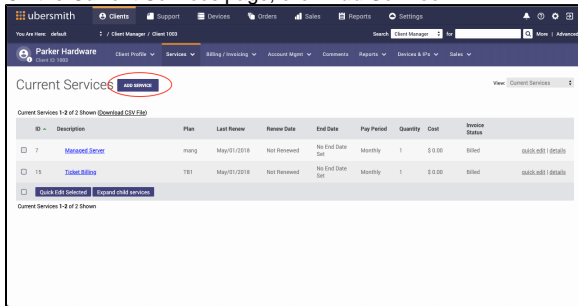 ubersmith Clients Support Devices Orders Sales Reports Settings
You Are Here: default / Client Manager / Client 1003 Search Client Manager for More | Advanced
Parker Hardware Client Profile Services Billing / Invoicing Account Mgmt Comments Reports Devices & IPs Sales
Client ID: 1003
Current Services ADD SERVICE View: Current Services
Current Services 1-2 of 2 Shown (Download CSV File)
ID Description Plan Last Renew Renew Date End Date Pay Period Quantity Cost Invoice Status
7 Managed Server mang May/01/2018 Not Renewed No End Date Set Monthly 1 $ 0.00 Billed quick edit | details
15 Ticket Billing TB1 May/01/2018 Not Renewed No End Date Set Monthly 1 $ 0.00 Billed quick edit | details
Quick Edit Selected Expand child services
Current Services 1-2 of 2 Shown